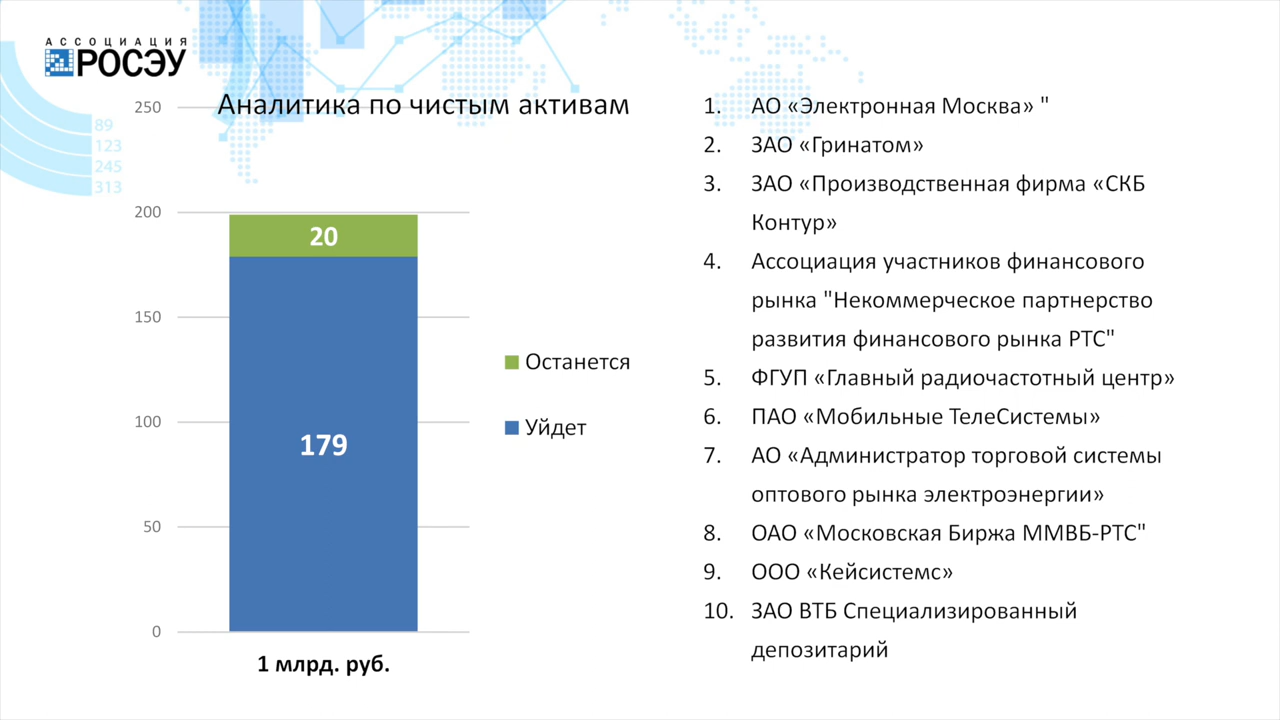 АССОЦИАЦИЯ
РОСЭУ
89
123
245
313
Аналитика по чистым активам
250
200
150
100
50
0
20
179
1 млрд. руб.
Останется
Уйдет
1. АО «Электронная Москва» "
2. ЗАО «Гринатом»
3. ЗАО «Производственная фирма «СКБ
Контур»
4. Ассоциация участников финансового
рынка "Некоммерческое партнерство
развития финансового рынка РТС"
5. ФГУП «Главный радиочастотный центр»
6. ПАО «Мобильные ТелеСистемы»
7. АО «Администратор торговой системы
оптового рынка электроэнергии»
8. ОАО «Московская Биржа ММВБ-РТС"
9. ООО «Кейсистемс»
10. ЗАО ВТБ Специализированный
депозитарий